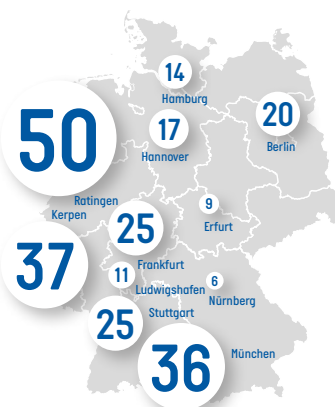 14
Hamburg
20
Berlin
17
Hannover
50
Ratingen
Kerpen
9
Erfurt
25
Frankfurt
37
11
Ludwigshafen
6
Nürnberg
25
Stuttgart
36
München